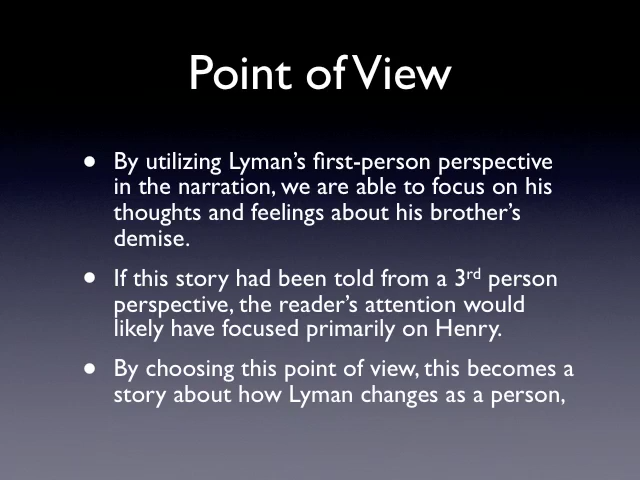 Point of View
• By utilizing Lyman's first-person perspective
in the narration, we are able to focus on his
thoughts and feelings about his brother's
demise.
• If this story had been told from a 3rd person
perspective, the reader's attention would
likely have focused primarily on Henry.
• By choosing this point of view, this becomes a
story about how Lyman changes as a person,